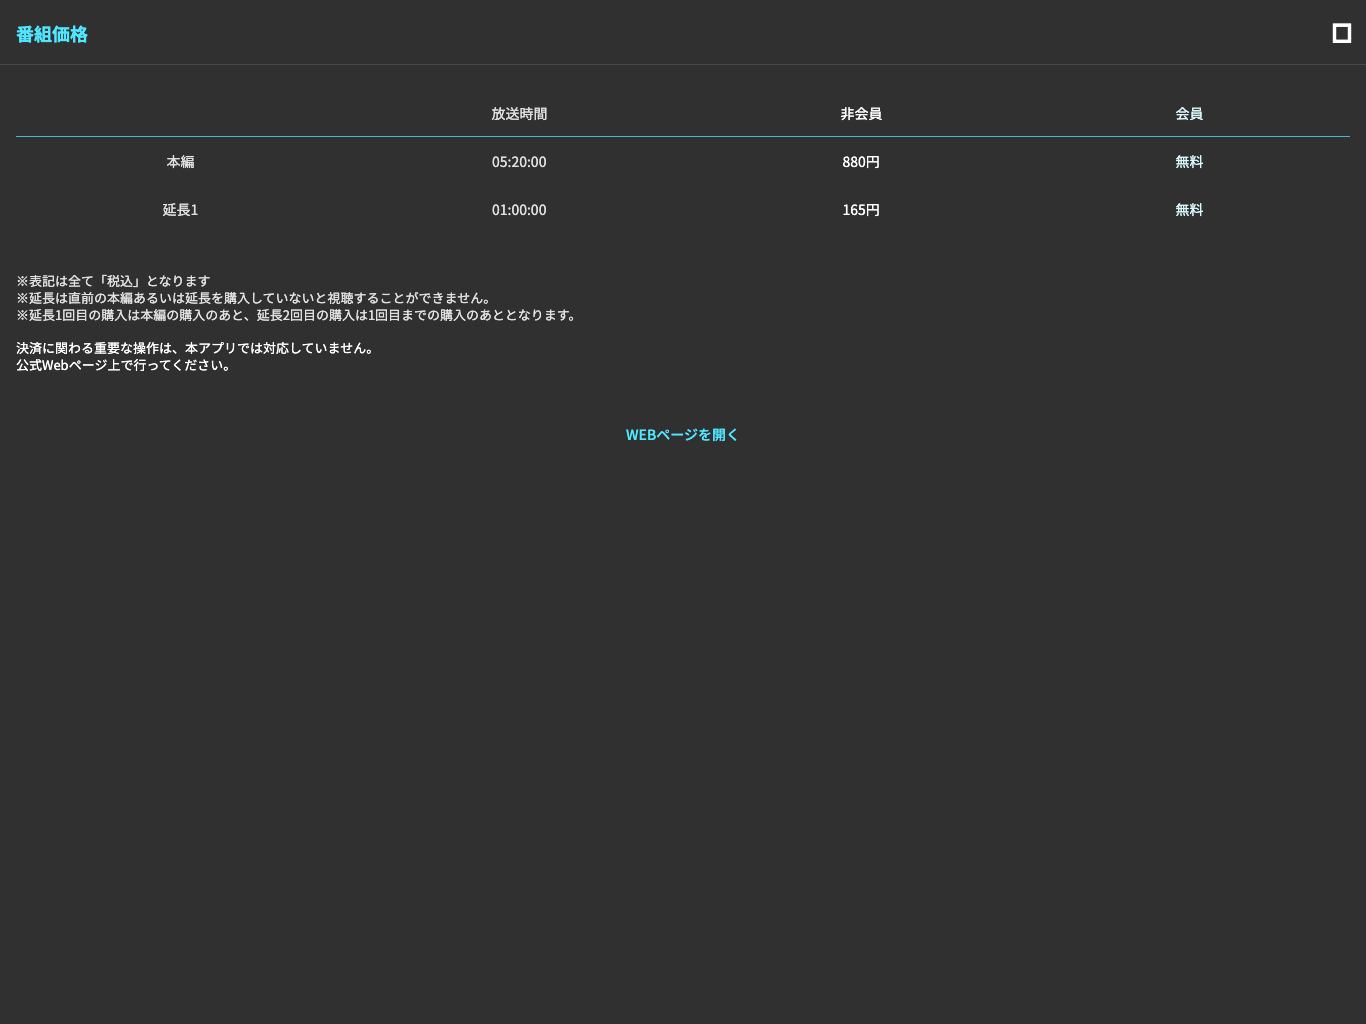 番組価格
放送時間 非会員 会員
本編 05:20:00 880円 無料
延長1 01:00:00 165円 無料
※表記は全て「税込」となります
※延長は直前の本編あるいは延長を購入していないと視聴することができません。
※延長1回目の購入は本編の購入のあと、延長2回目の購入は1回目までの購入のあととなります。
決済に関わる重要な操作は、本アプリでは対応していません。
公式Webページ上で行ってください。
WEBページを開く